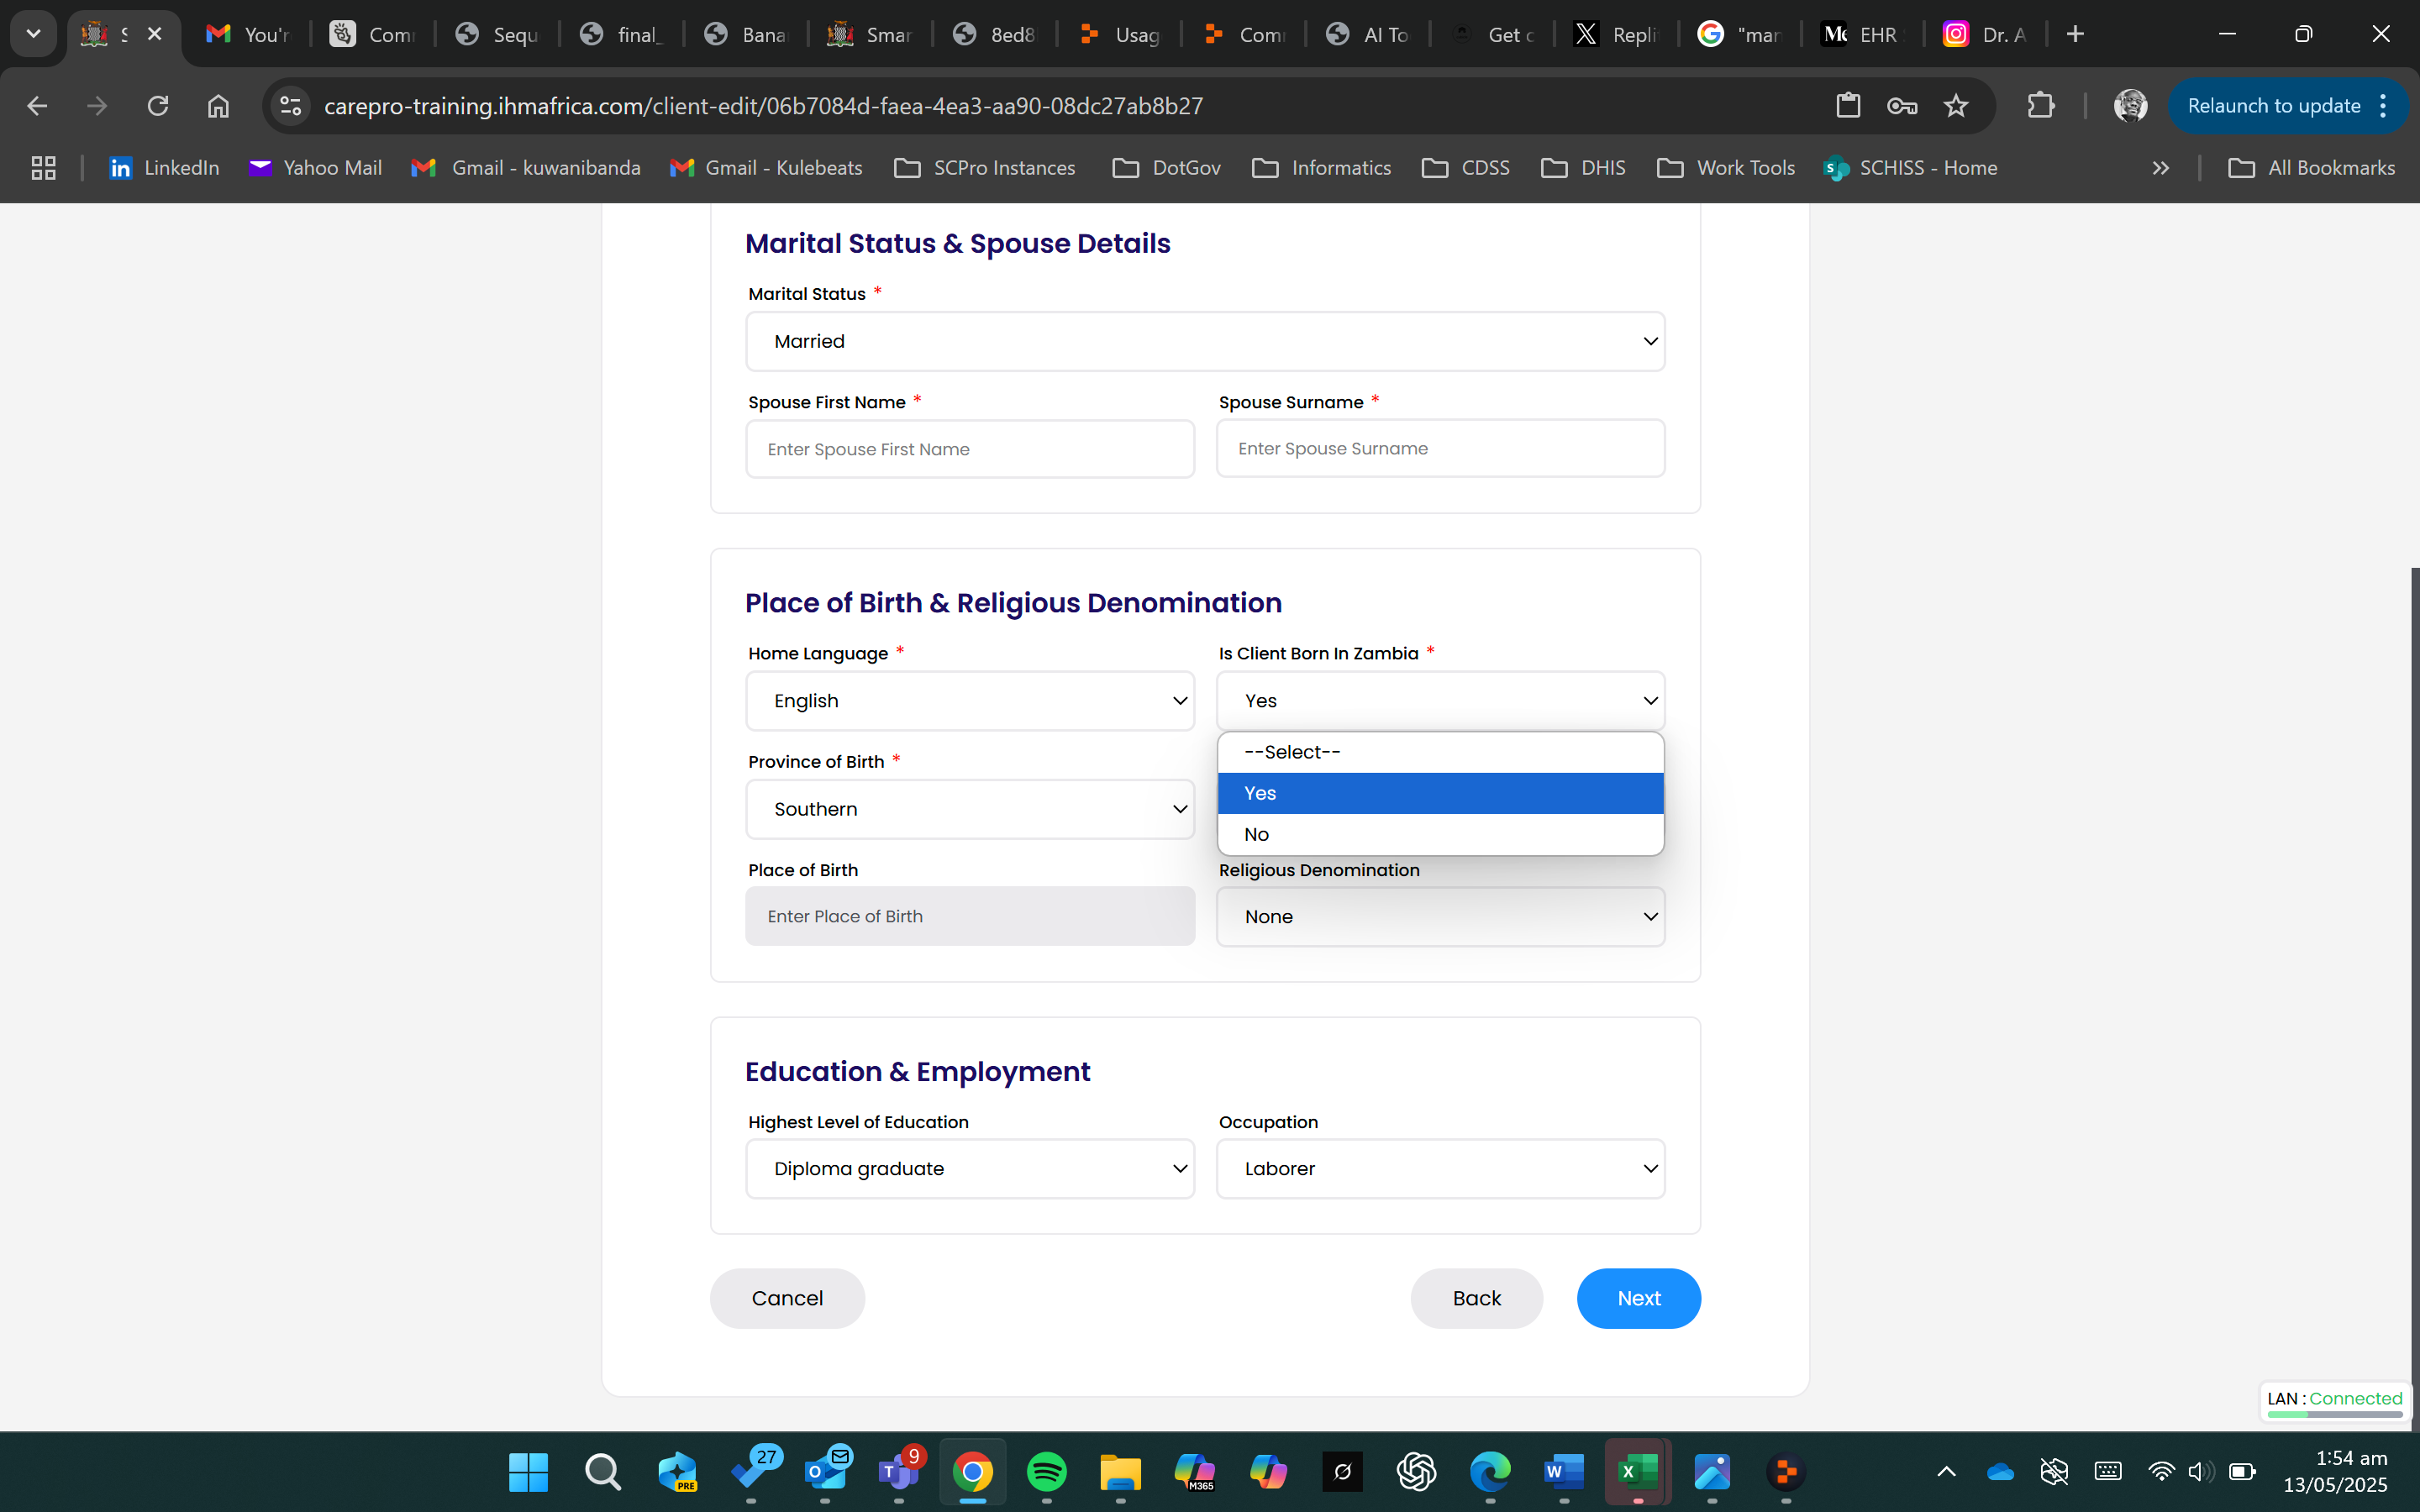 S
You'r
Com
Sequ
final_
Bana
Smar
8ed8
Usag
Com
AI To
Get c
Repli
"mar
EHR
Dr. A
carepro-training.ihmafrica.com/client-edit/06b7084d-faea-4ea3-aa90-08dc27ab8b27
Relaunch to update
LinkedIn
Yahoo Mail
Gmail - kuwanibanda
Gmail - Kulebeats
SCPro Instances
DotGov
Informatics
CDSS
DHIS
Work Tools
SCHISS - Home
All Bookmarks
Marital Status & Spouse Details
Marital Status *
Married
Spouse First Name *
Spouse Surname *
Enter Spouse First Name
Enter Spouse Surname
Place of Birth & Religious Denomination
Home Language *
Is Client Born In Zambia *
English
Yes
--Select--
Yes
No
Province of Birth *
Southern
Place of Birth
Religious Denomination
Enter Place of Birth
None
Education & Employment
Highest Level of Education
Occupation
Diploma graduate
Laborer
Cancel
Back
Next
LAN : Connected
PRE
27
9
M365
1:54 am
13/05/2025